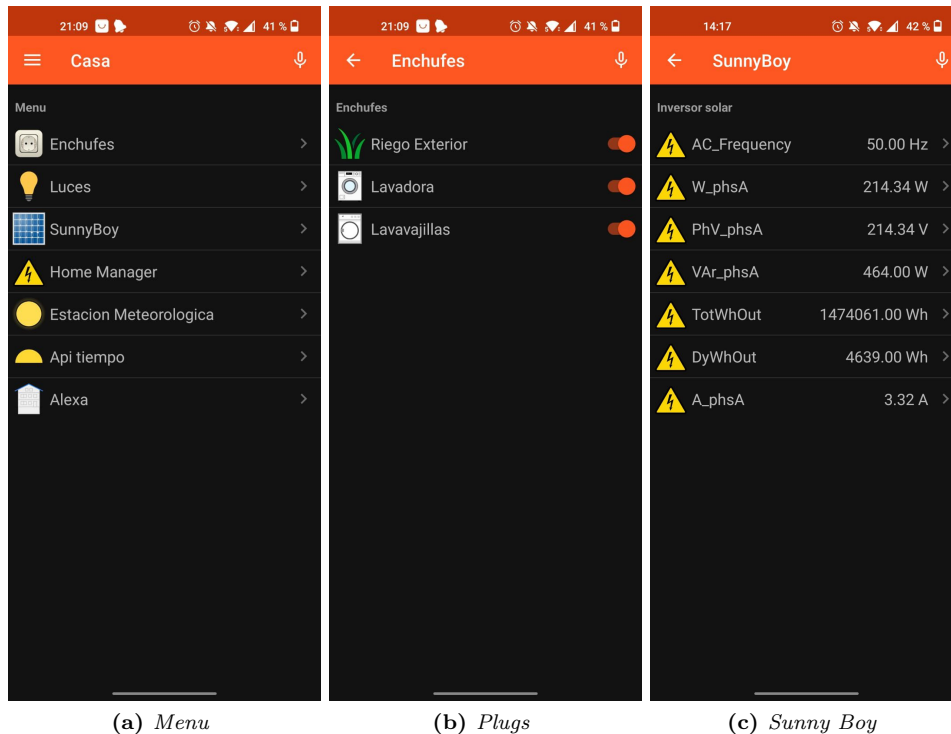 21:09 41 %
Casa
Menu
Enchufes
Luces
SunnyBoy
Home Manager
Estacion Meteorologica
Api tiempo
Alexa
(a) Menu
21:09 41 %
Enchufes
Enchufes
Riego Exterior
Lavadora
Lavavajillas
(b) Plugs
14:17 42 %
SunnyBoy
Inversor solar
AC_Frequency 50.00 Hz
W_phsA 214.34 W
PhV_phsA 214.34 V
VAr_phsA 464.00 W
TotWhOut 1474061.00 Wh
DyWhOut 4639.00 Wh
A_phsA 3.32 A
(c) Sunny Boy